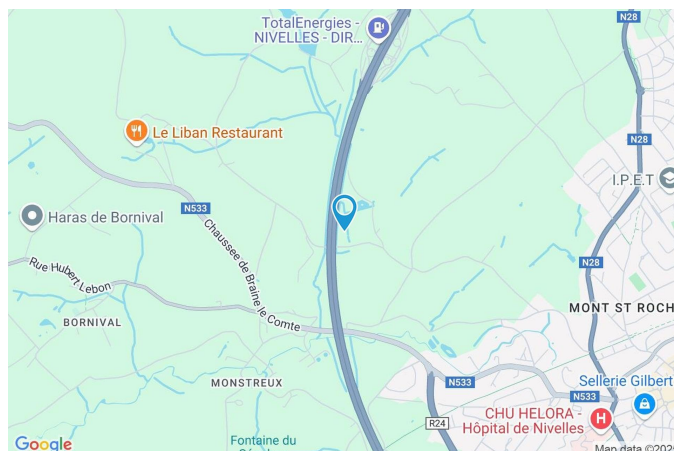 TotalEnergies -
NIVELLES - DIR...
N28
Le Liban Restaurant
N28
I.P.E.T
Haras de Bornival
N533
Chaussee de Braine le Comte
N28
Rue Hubert Lebon
BORNIVAL
MONT ST ROCH
MONSTREUX
N533
Sellerie Gilbert
N533
CHU HELORA -
Hôpital de Nivelles
R24
Fontaine du
Google